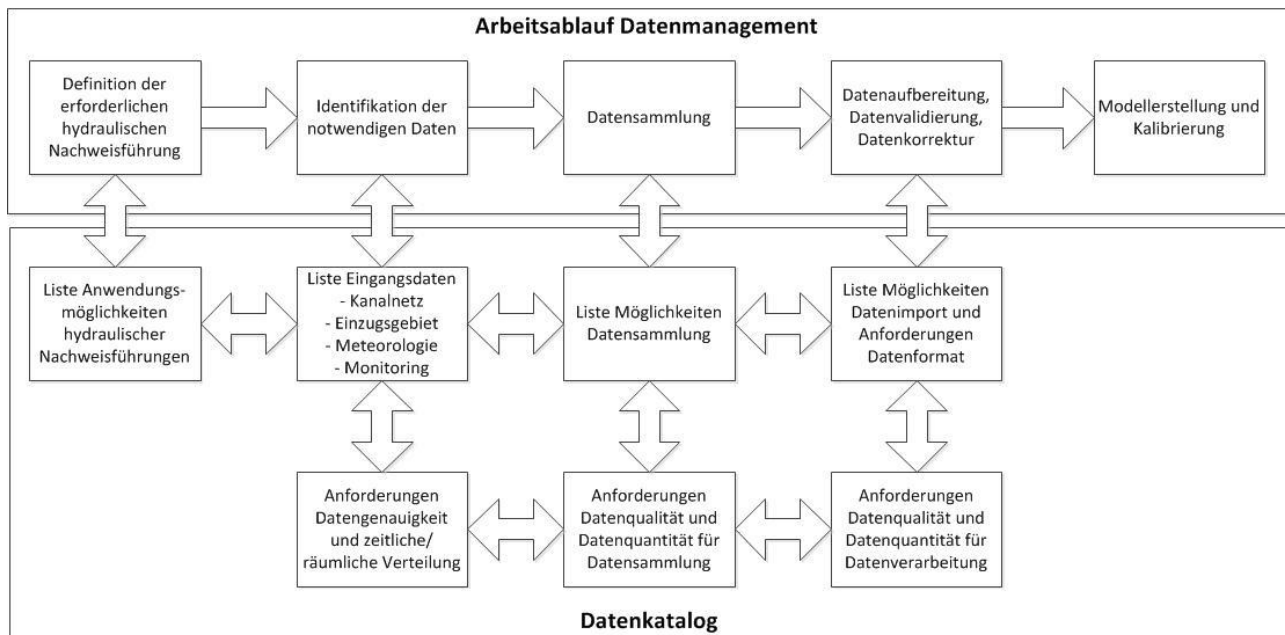 Arbeitsablauf Datenmanagement
Definition der
erforderlichen
hydraulischen
Nachweisführung
Identifikation der
notwendigen Daten
Datensammlung
Datenaufbereitung,
Datenvalidierung,
Datenkorrektur
Modellerstellung und
Kalibrierung
Liste Anwendungs-
möglichkeiten
hydraulischer
Nachweisführungen
Liste Eingangsdaten
- Kanalnetz
- Einzugsgebiet
- Meteorologie
- Monitoring
Liste Möglichkeiten
Datensammlung
Liste Möglichkeiten
Datenimport und
Anforderungen
Datenformat
Anforderungen
Datengenauigkeit
und zeitliche/
räumliche Verteilung
Anforderungen
Datenqualität und
Datenquantität für
Datensammlung
Anforderungen
Datenqualität und
Datenquantität für
Datenverarbeitung
Datenkatalog